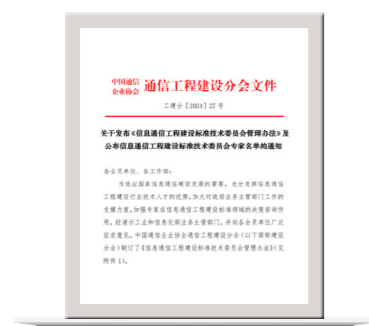 中国通信
企业协会 通信工程建设分会文件
工建分〔2024〕27 号
关于发布《信息通信工程建设标准技术委员会管理办法》及
公布信息通信工程建设标准技术委员会专家名单的通知
各会员单位、各工作部：
为适应国家信息通信建设发展的需要，充分发挥信息通信
工程建设行业技术人才的优势，加大对政府业务主管部门工作的
支撑力度，加强专家在信息通信工程建设标准领域的决策咨询作
用，经请示工业和信息化部业务主管部门，并向各会员单位广泛
征求意见，中国通信企业协会通信工程建设分会（以下简称建设
分会）制订了《信息通信工程建设标准技术委员会管理办法》（见
附件 1）。